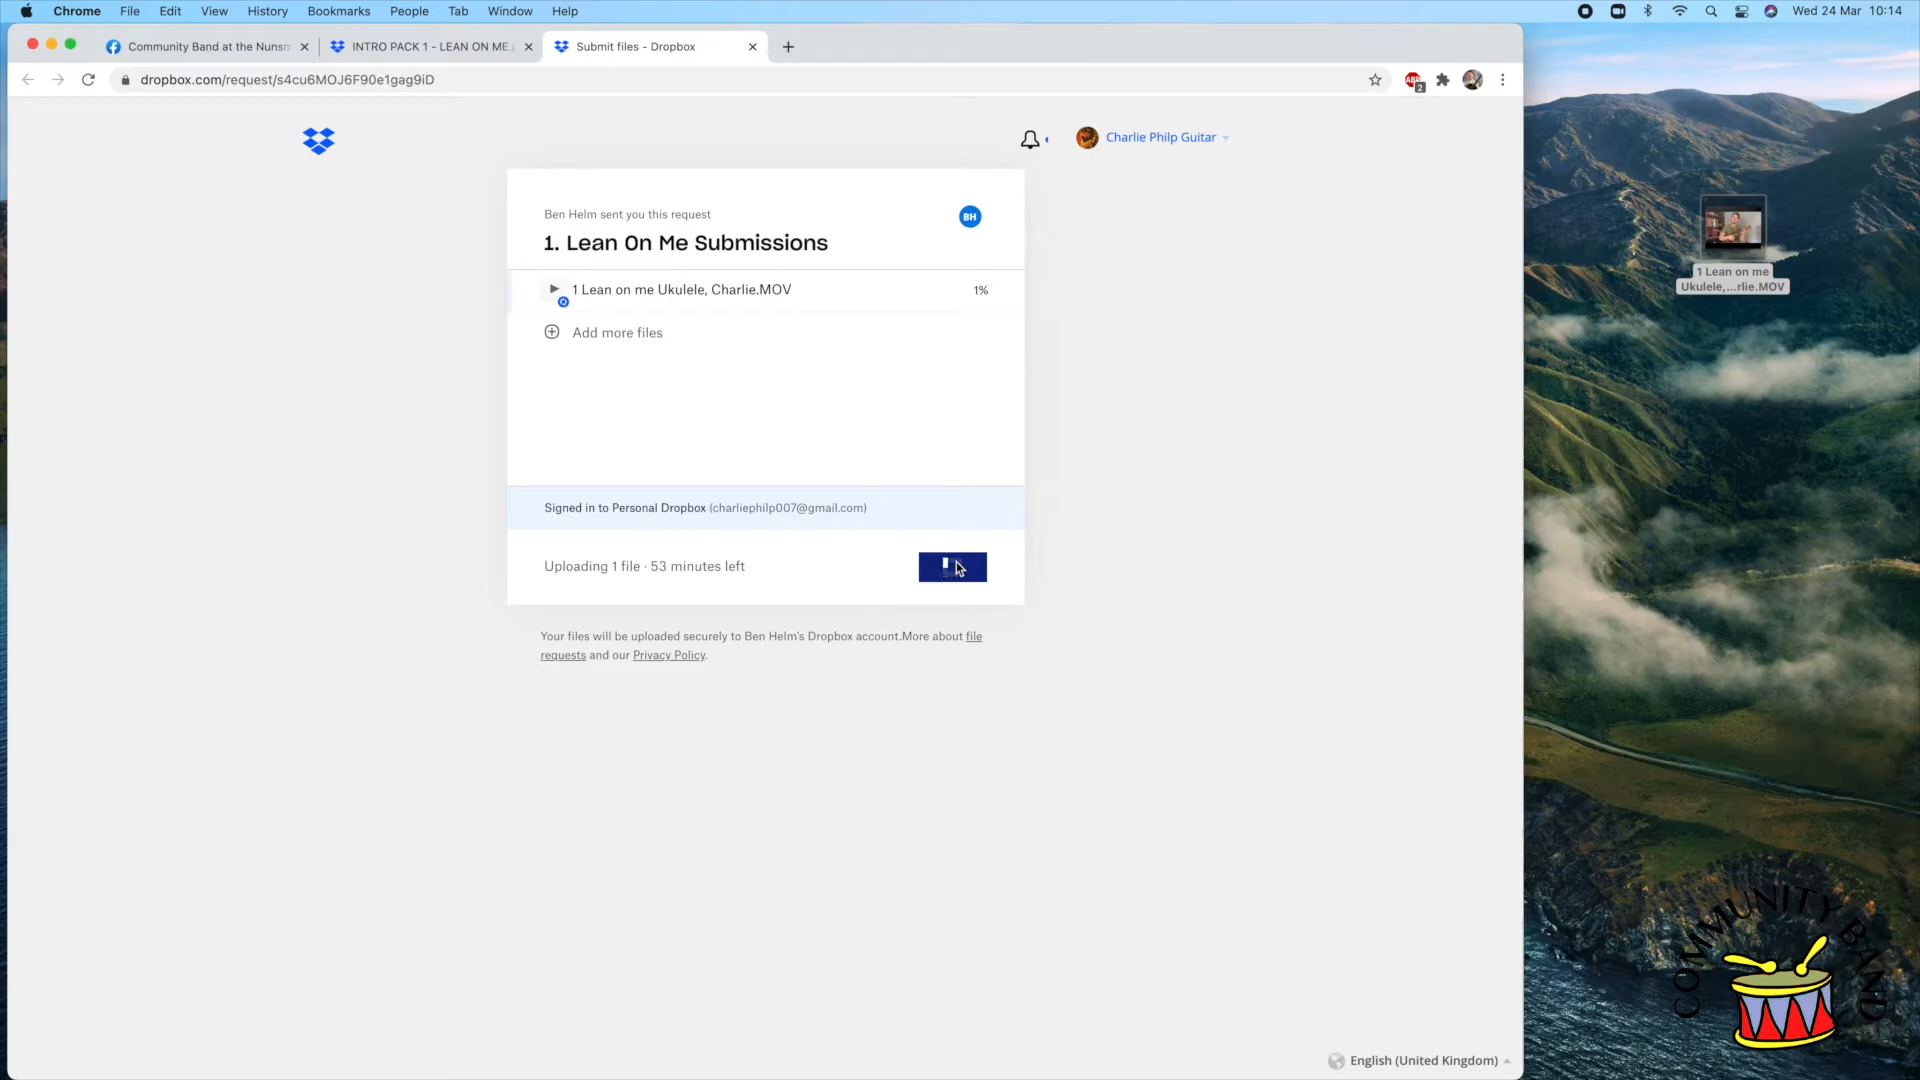 Chrome File Edit View History Bookmarks People Tab Window Help
Wed 24 Mar 10:14
Community Band at the Nunsm
INTRO PACK 1 - LEAN ON ME.
Submit files - Dropbox
dropbox.com/request/s4cu6MOJ6F90e1gag9iD
ABP
2
Charlie Philp Guitar
Ben Helm sent you this request
BH
1. Lean On Me Submissions
1 Lean on me Ukulele, Charlie.MOV
1%
Add more files
Signed in to Personal Dropbox (charliephilp007@gmail.com)
Uploading 1 file · 53 minutes left
Your files will be uploaded securely to Ben Helm's Dropbox account.More about file
requests and our Privacy Policy.
1 Lean on me
Ukulele,...rlie.MOV
COMMUNITY BAND
English (United Kingdom)